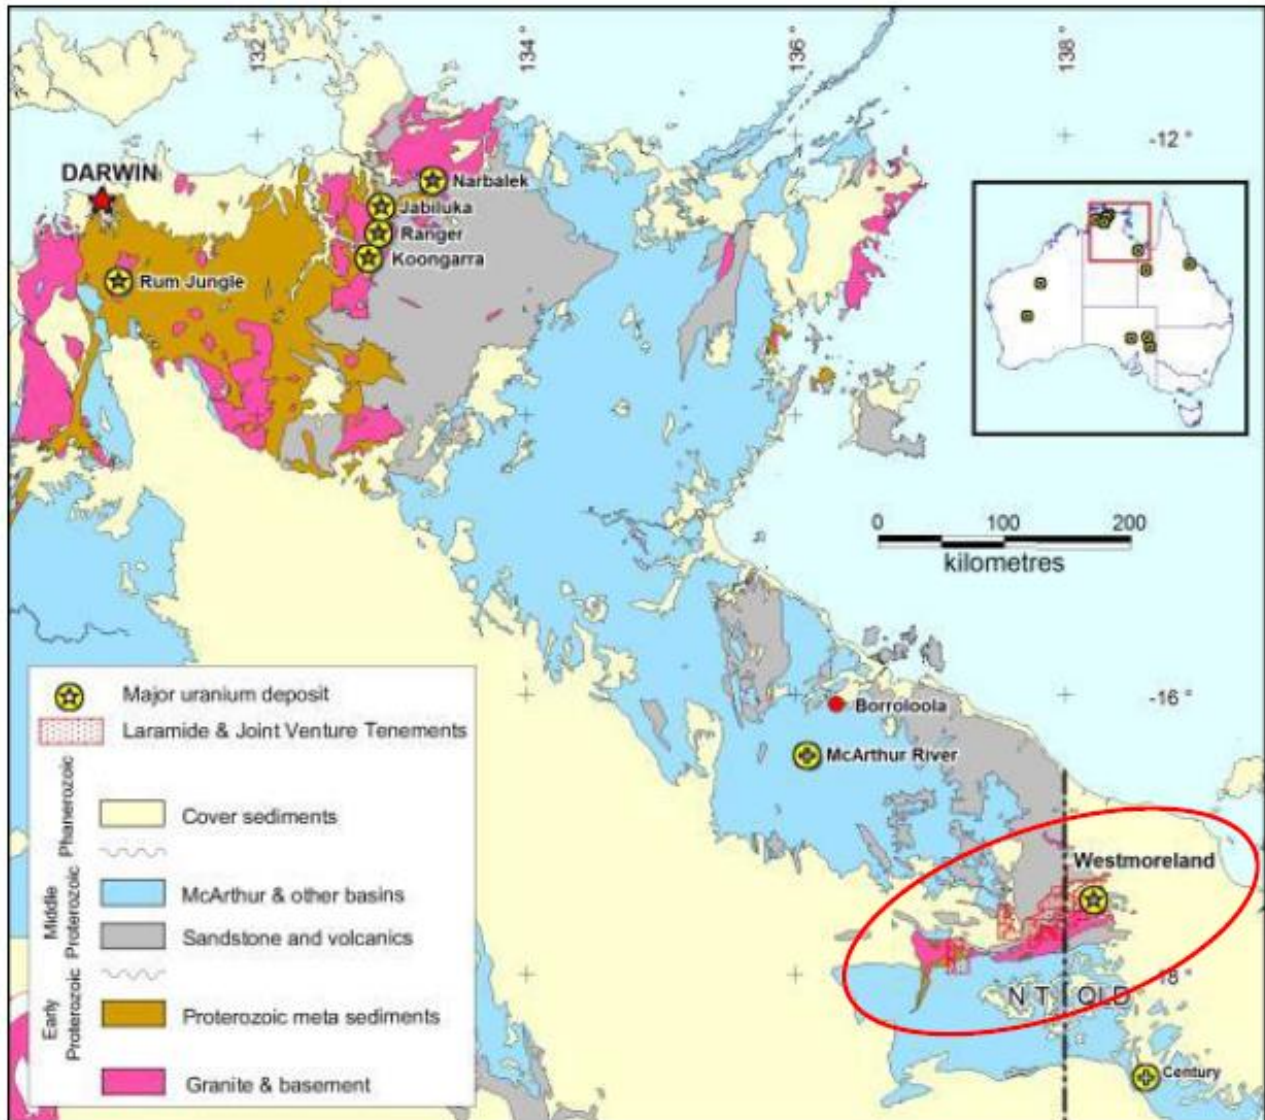 132
134
136
138
-12 °
DARWIN
Narbalek
Jabiluka
Ranger
Koongarra
Rum Jungle
0 100 200
kilometres
-16 °
Borroloola
McArthur River
Westmoreland
18 °
N T QLD
Century
Major uranium deposit
Laramide & Joint Venture Tenements
Phanerozoic
Cover sediments
Middle
Proterozoic
McArthur & other basins
Sandstone and volcanics
Early
Proterozoic
Proterozoic meta sediments
Granite & basement